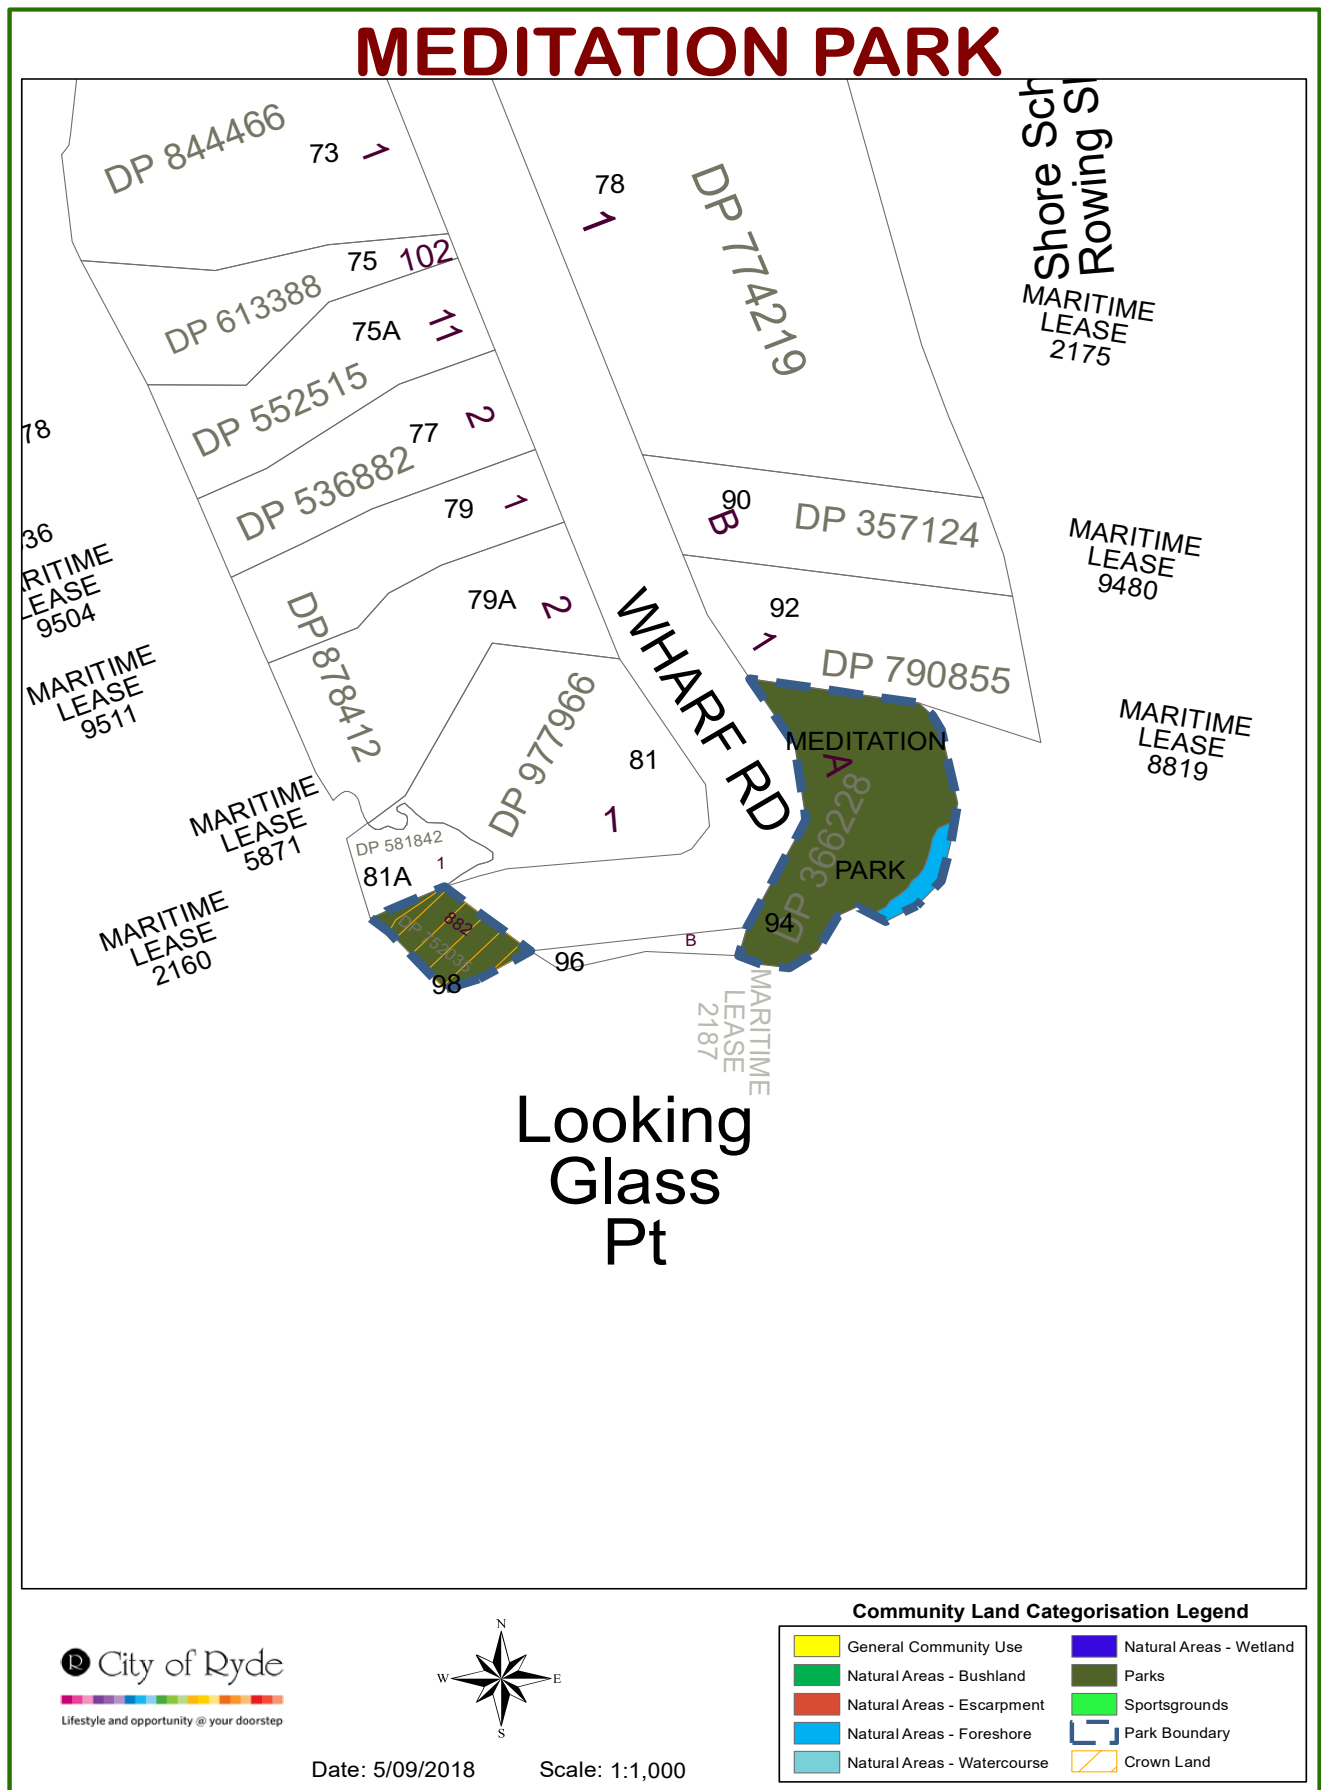 MEDITATION PARK
DP 844466
73
1
78
1
DP 774219
Shore Sch
Rowing
MARITIME
LEASE
2175
75
102
DP 613388
75A
11
DP 552515
77
2
DP 536882
79
1
78
36
RITIME
LEASE
9504
MARITIME
LEASE
9511
79A
2
DP 878412
90
B
DP 357124
MARITIME
LEASE
9480
92
1
DP 790855
MARITIME
LEASE
8819
WHARF RD
DP 977966
81
1
MEDITATION
A
DP 366228
PARK
94
MARITIME
LEASE
5871
DP 581842
1
81A
882
DP 752035
98
96
B
MARITIME
LEASE
2160
MARITIME
LEASE
2187
Looking
Glass
Pt
R City of Ryde
Lifestyle and opportunity @ your doorstep
N
W
E
S
Date: 5/09/2018
Scale: 1:1,000
Community Land Categorisation Legend
General Community Use
Natural Areas - Bushland
Natural Areas - Escarpment
Natural Areas - Foreshore
Natural Areas - Watercourse
Natural Areas - Wetland
Parks
Sportsgrounds
Park Boundary
Crown Land